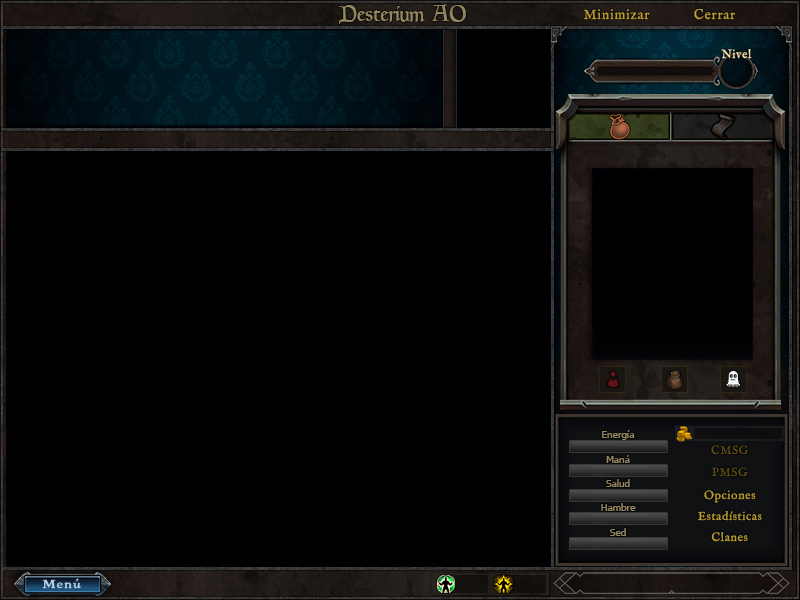 Desterium AO
Minimizar
Cerrar
Nivel
Energía
Maná
Salud
Hambre
Sed
CMSG
PMSG
Opciones
Estadísticas
Clanes
Menú